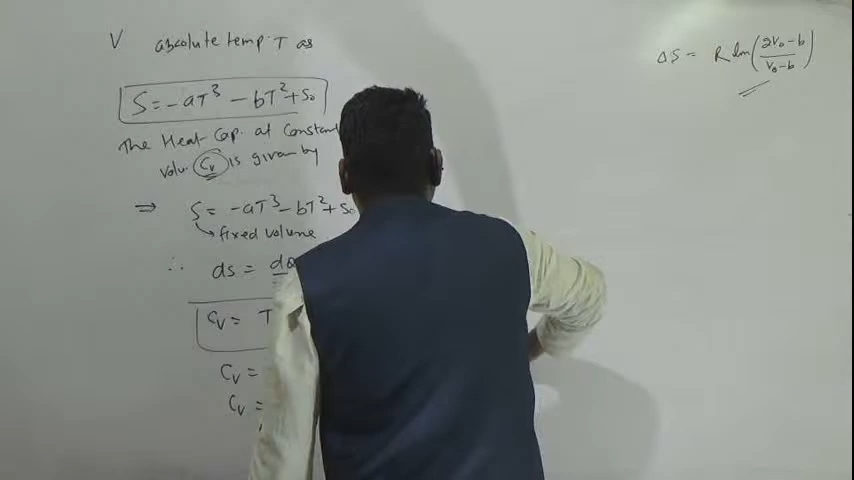 V absolute temp. T as
S = -aT³ - bT² + S₀
The Heat Cap. at Constant
volu. Cv is given by
⇒ S = -aT³ - bT² + S₀
↳ fixed volume
∴ ds =
Cv = T
Cv =
Cv =
ΔS = R ln(2V₀-b/V₀-b)